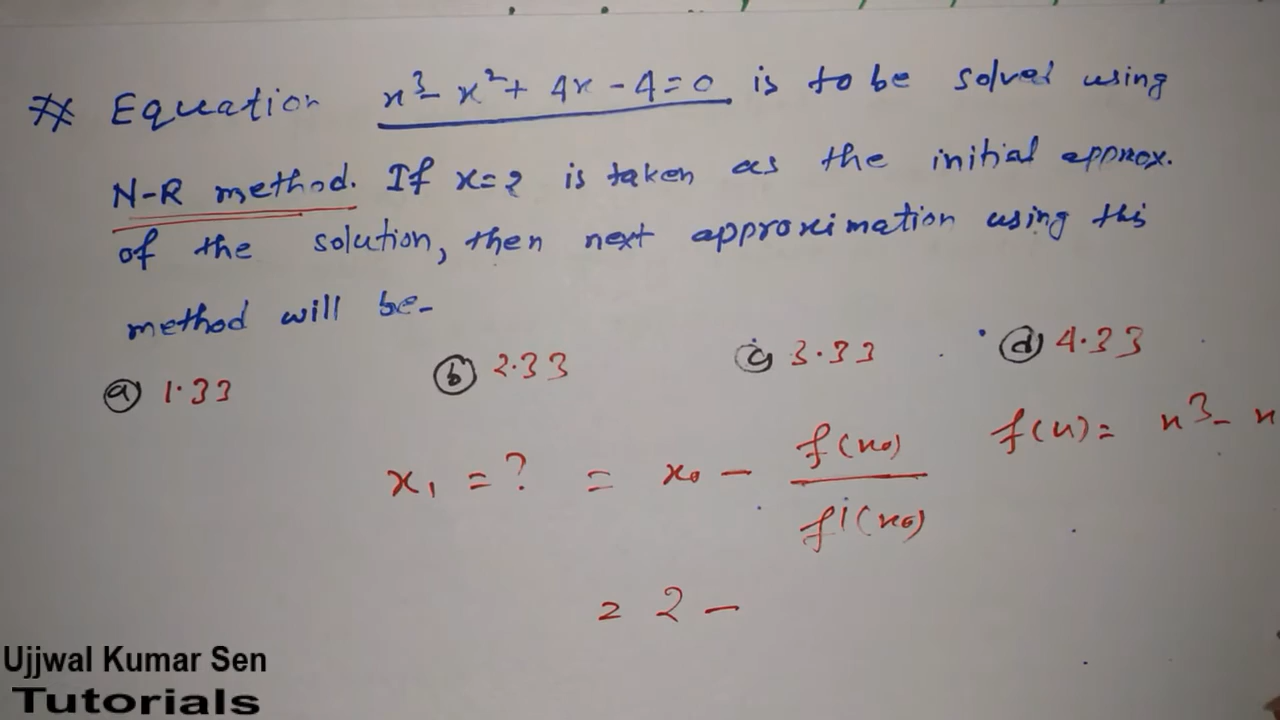 # Equation x³- x²+ 4x - 4 = 0 is to be solved using
N-R method. If x=2 is taken as the initial approx.
of the solution, then next approximation using this
method will be-
(a) 1.33 (b) 2.33 (c) 3.33 (d) 4.33
x₁ = ? = x₀ - f(x₀) / f'(x₀) f(x) = x³- x
= 2 -
Ujjwal Kumar Sen
Tutorials